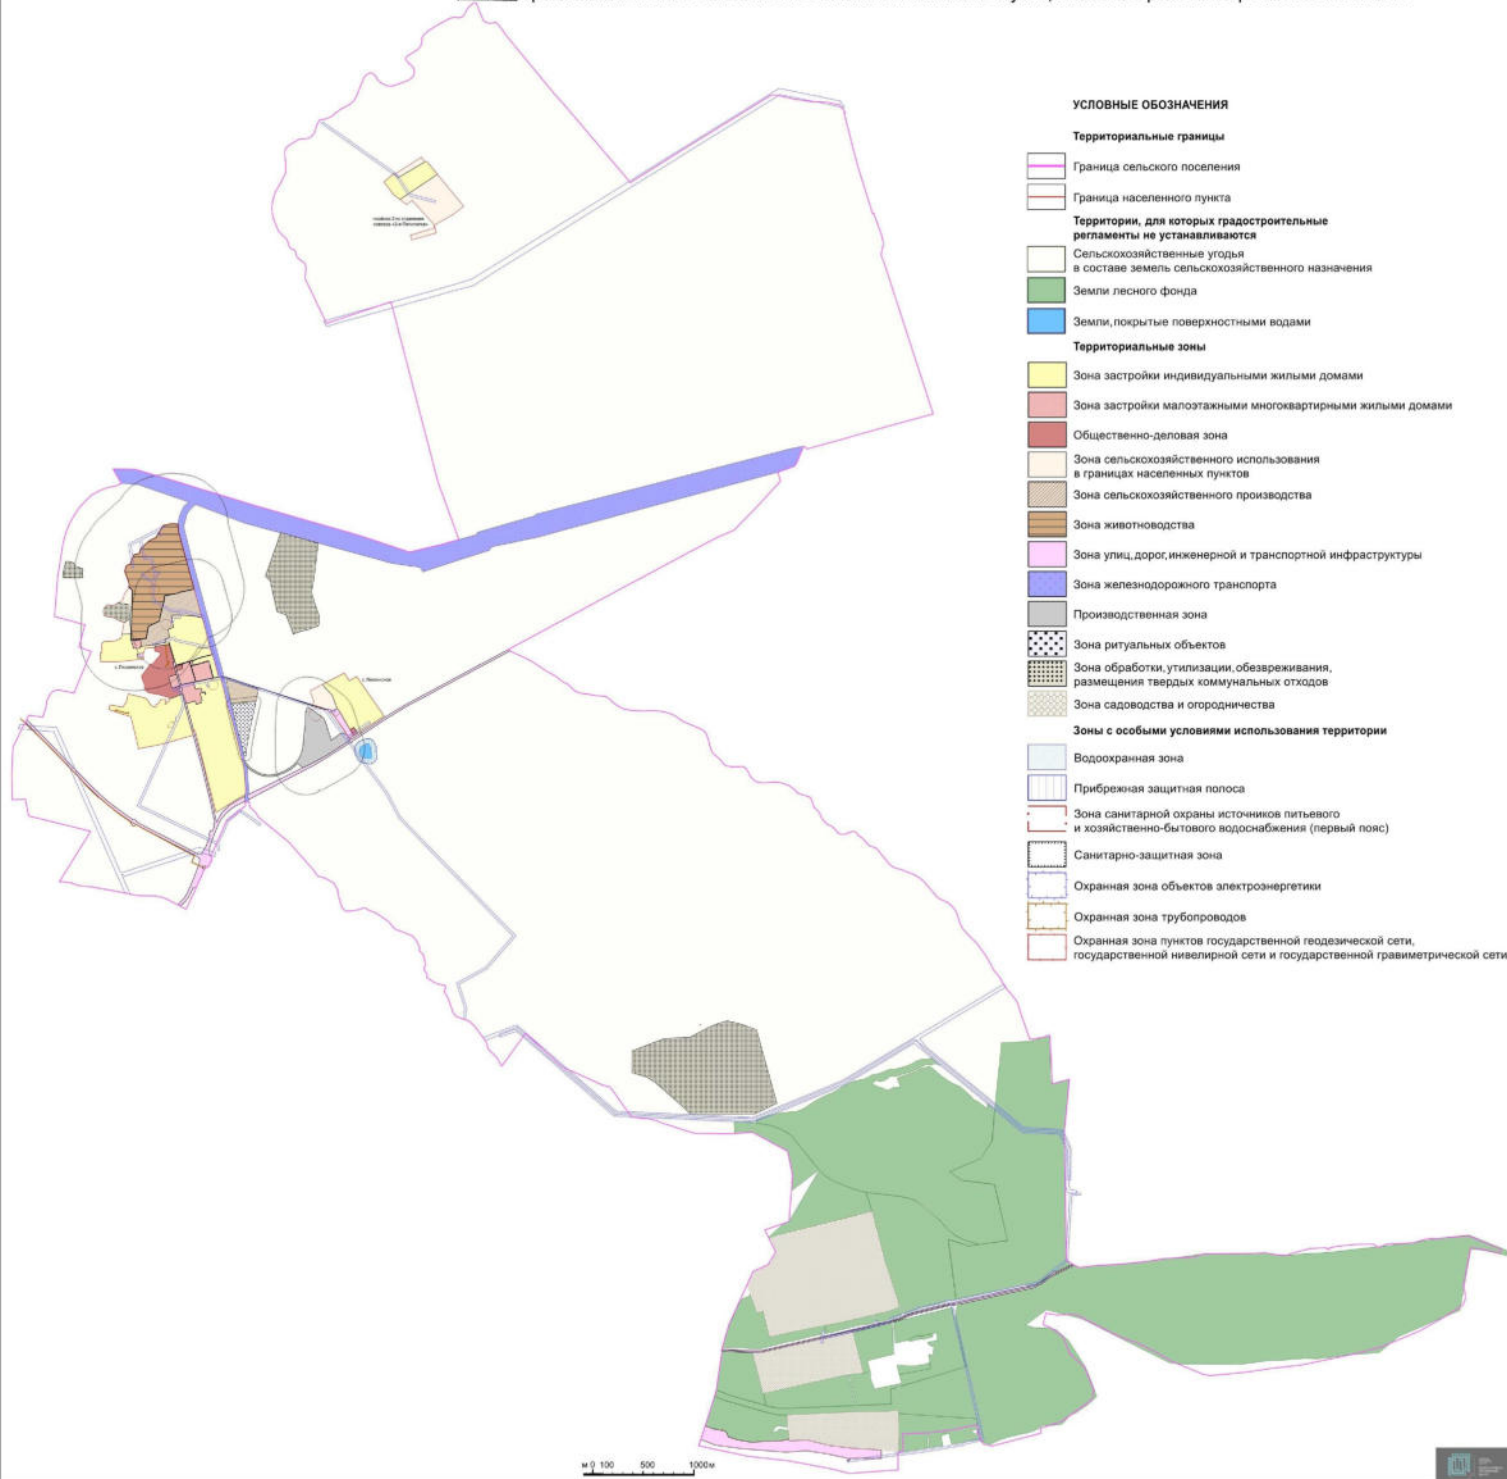 УСЛОВНЫЕ ОБОЗНАЧЕНИЯ
Территориальные границы
Граница сельского поселения
Граница населенного пункта
Территории, для которых градостроительные
регламенты не устанавливаются
Сельскохозяйственные угодья
в составе земель сельскохозяйственного назначения
Земли лесного фонда
Земли, покрытые поверхностными водами
Территориальные зоны
Зона застройки индивидуальными жилыми домами
Зона застройки малоэтажными многоквартирными жилыми домами
Общественно-деловая зона
Зона сельскохозяйственного использования
в границах населенных пунктов
Зона сельскохозяйственного производства
Зона животноводства
Зона улиц, дорог, инженерной и транспортной инфраструктуры
Зона железнодорожного транспорта
Производственная зона
Зона ритуальных объектов
Зона обработки, утилизации, обезвреживания,
размещения твердых коммунальных отходов
Зона садоводства и огородничества
Зоны с особыми условиями использования территории
Водоохранная зона
Прибрежная защитная полоса
Зона санитарной охраны источников питьевого
и хозяйственно-бытового водоснабжения (первый пояс)
Санитарно-защитная зона
Охранная зона объектов электроэнергетики
Охранная зона трубопроводов
Охранная зона пунктов государственной геодезической сети,
государственной нивелирной сети и государственной гравиметрической сети
м 0 100 500 1000м